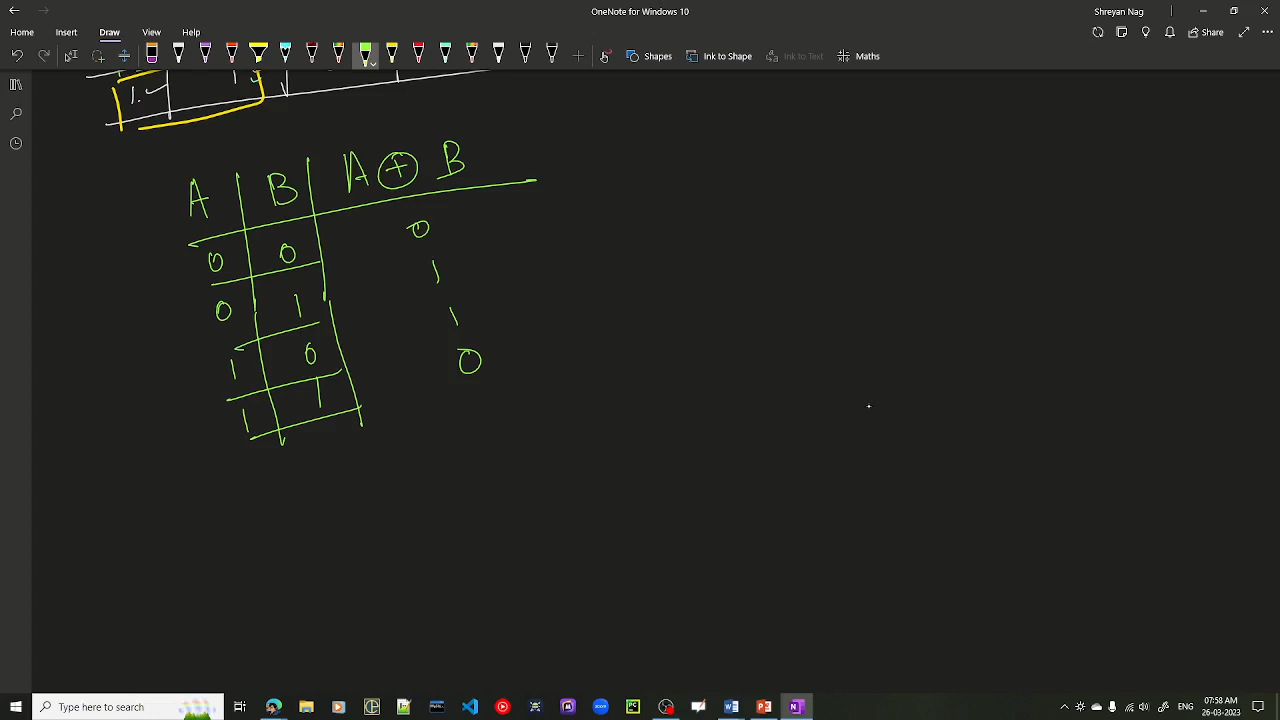 OneNote for Windows 10
Shreyan Nag
Home Insert Draw View Help
Share
Shapes Ink to Shape Ink to Text Maths
1. 1
A B A ⊕ B
0 0 0
0 1 1
1 0 1
1 1 0
Type here to search
ENG
07:58 AM
26-03-2023